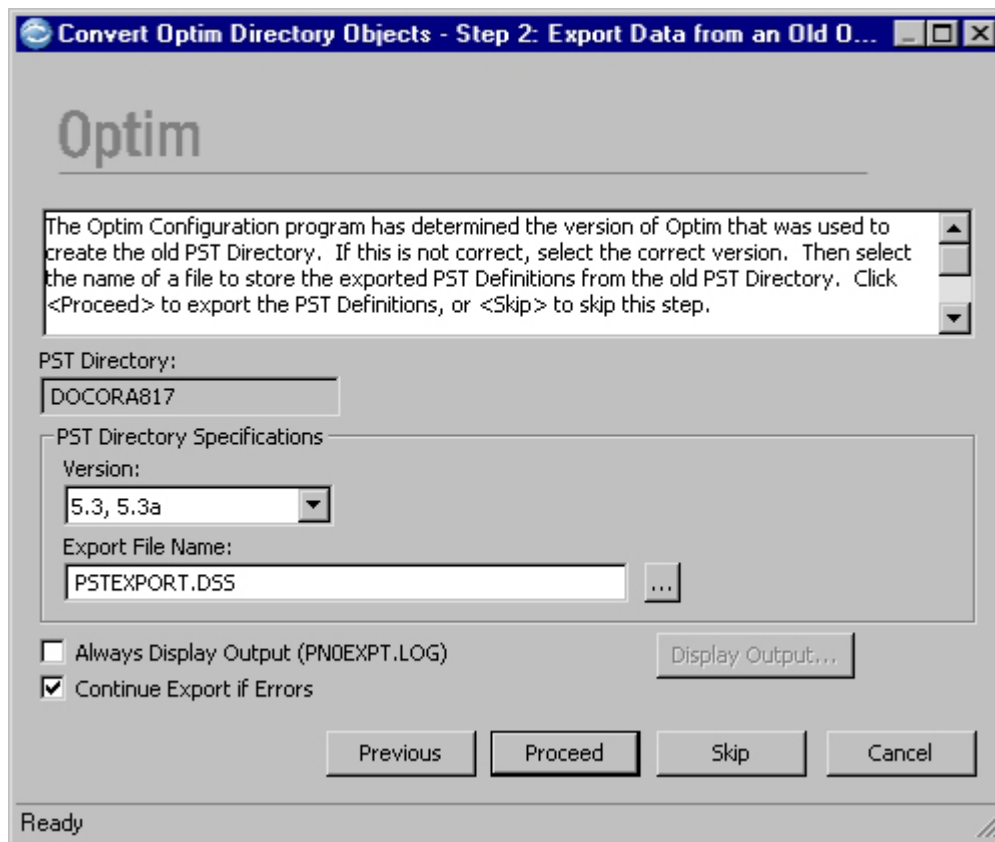 Convert Optim Directory Objects - Step 2: Export Data from an Old O...
Optim
The Optim Configuration program has determined the version of Optim that was used to
create the old PST Directory.  If this is not correct, select the correct version.  Then select
the name of a file to store the exported PST Definitions from the old PST Directory.  Click
<Proceed> to export the PST Definitions, or <Skip> to skip this step.
PST Directory:
DOCORA817
PST Directory Specifications
Version:
5.3, 5.3a
Export File Name:
PSTEXPORT.DSS
...
Always Display Output (PN0EXPT.LOG)
Display Output...
Continue Export if Errors
Previous
Proceed
Skip
Cancel
Ready